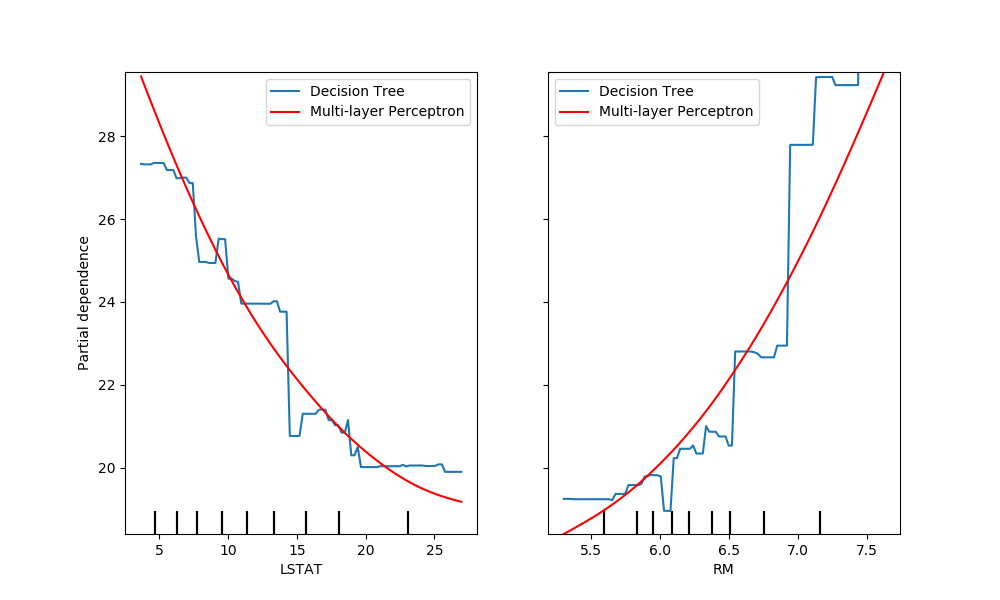 Decision Tree
Multi-layer Perceptron
Decision Tree
Multi-layer Perceptron
Partial dependence
28
26
24
22
20
5 10 15 20 25
LSTAT
5.5 6.0 6.5 7.0 7.5
RM